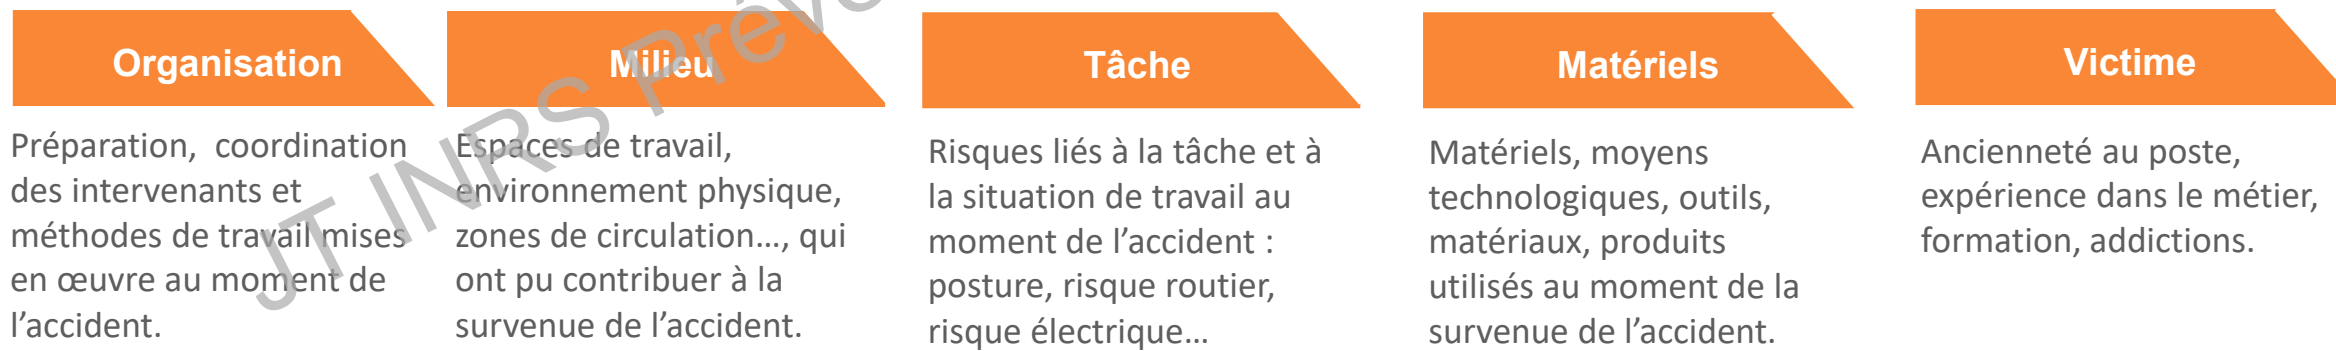 Organisation
Préparation, coordination
des intervenants et
méthodes de travail mises
en œuvre au moment de
l’accident.
Milieu
Espaces de travail,
environnement physique,
zones de circulation…, qui
ont pu contribuer à la
survenue de l’accident.
Tâche
Risques liés à la tâche et à
la situation de travail au
moment de l’accident :
posture, risque routier,
risque électrique…
Matériels
Matériels, moyens
technologiques, outils,
matériaux, produits
utilisés au moment de la
survenue de l’accident.
Victime
Ancienneté au poste,
expérience dans le métier,
formation, addictions.
JT INRS